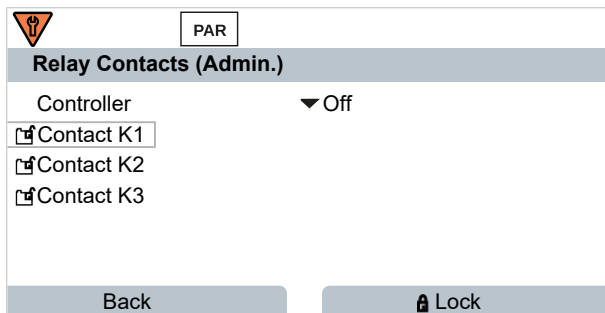 PAR
Relay Contacts (Admin.)
Controller Off
Contact K1
Contact K2
Contact K3
Back Lock